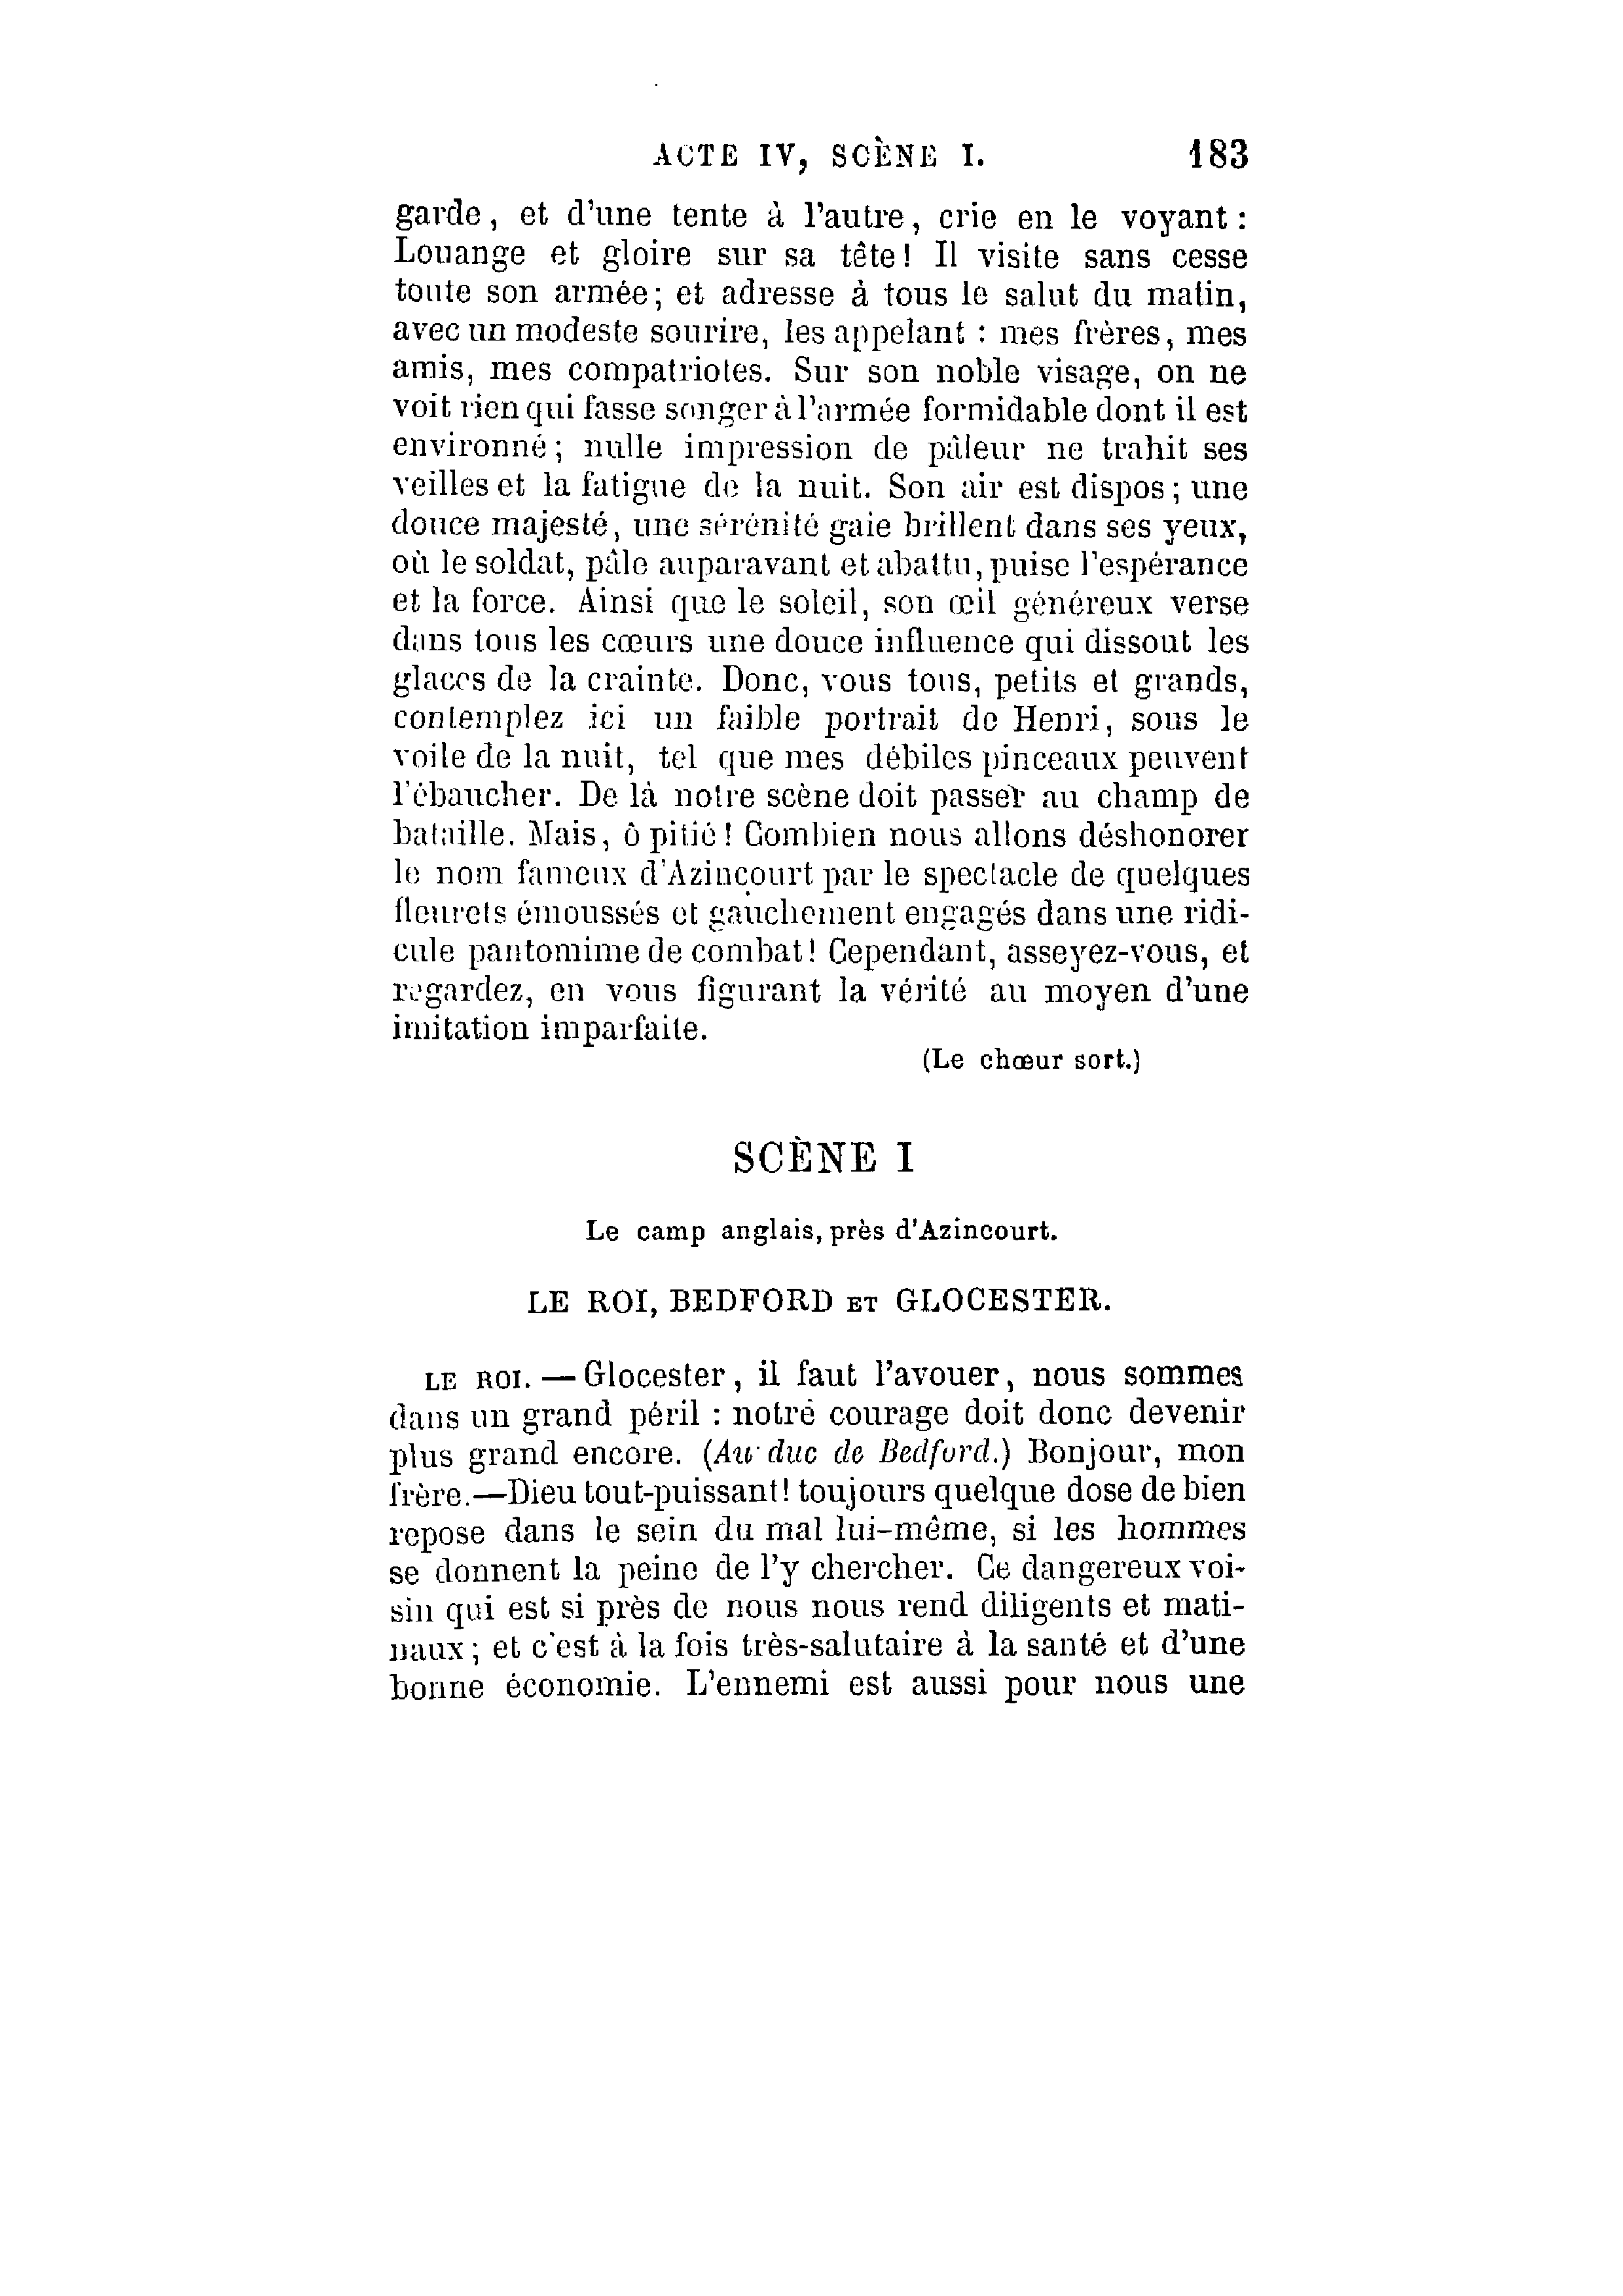 ACTE IV, SCÈNE I. 183
garde, et d'une tente à l'autre, crie en le voyant :
Louange et gloire sur sa tête! Il visite sans cesse
toute son armée; et adresse à tous le salut du matin,
avec un modeste sourire, les appelant : mes frères, mes
amis, mes compatriotes. Sur son noble visage, on ne
voit rien qui fasse songer à l'armée formidable dont il est
environné; nulle impression de pâleur ne trahit ses
veilles et la fatigue de la nuit. Son air est dispos; une
douce majesté, une sérénité gaie brillent dans ses yeux,
où le soldat, pâle auparavant et abattu, puise l'espérance
et la force. Ainsi que le soleil, son œil généreux verse
dans tous les cœurs une douce influence qui dissout les
glaces de la crainte. Donc, vous tous, petits et grands,
contemplez ici un faible portrait de Henri, sous le
voile de la nuit, tel que mes débiles pinceaux peuvent
l'ébaucher. De là notre scène doit passer au champ de
bataille. Mais, ô pitié! Combien nous allons déshonorer
le nom fameux d'Azincourt par le spectacle de quelques
fleurets émoussés et gauchement engagés dans une ridi-
cule pantomime de combat! Cependant, asseyez-vous, et
regardez, en vous figurant la vérité au moyen d'une
imitation imparfaite.
(Le chœur sort.)
SCÈNE I
Le camp anglais, près d'Azincourt.
LE ROI, BEDFORD ET GLOCESTER.
LE ROI. — Glocester, il faut l'avouer, nous sommes
dans un grand péril : notre courage doit donc devenir
plus grand encore. (Au duc de Bedford.) Bonjour, mon
frère.—Dieu tout-puissant! toujours quelque dose de bien
repose dans le sein du mal lui-même, si les hommes
se donnent la peine de l'y chercher. Ce dangereux voi-
sin qui est si près de nous nous rend diligents et mati-
naux; et c'est à la fois très-salutaire à la santé et d'une
bonne économie. L'ennemi est aussi pour nous une